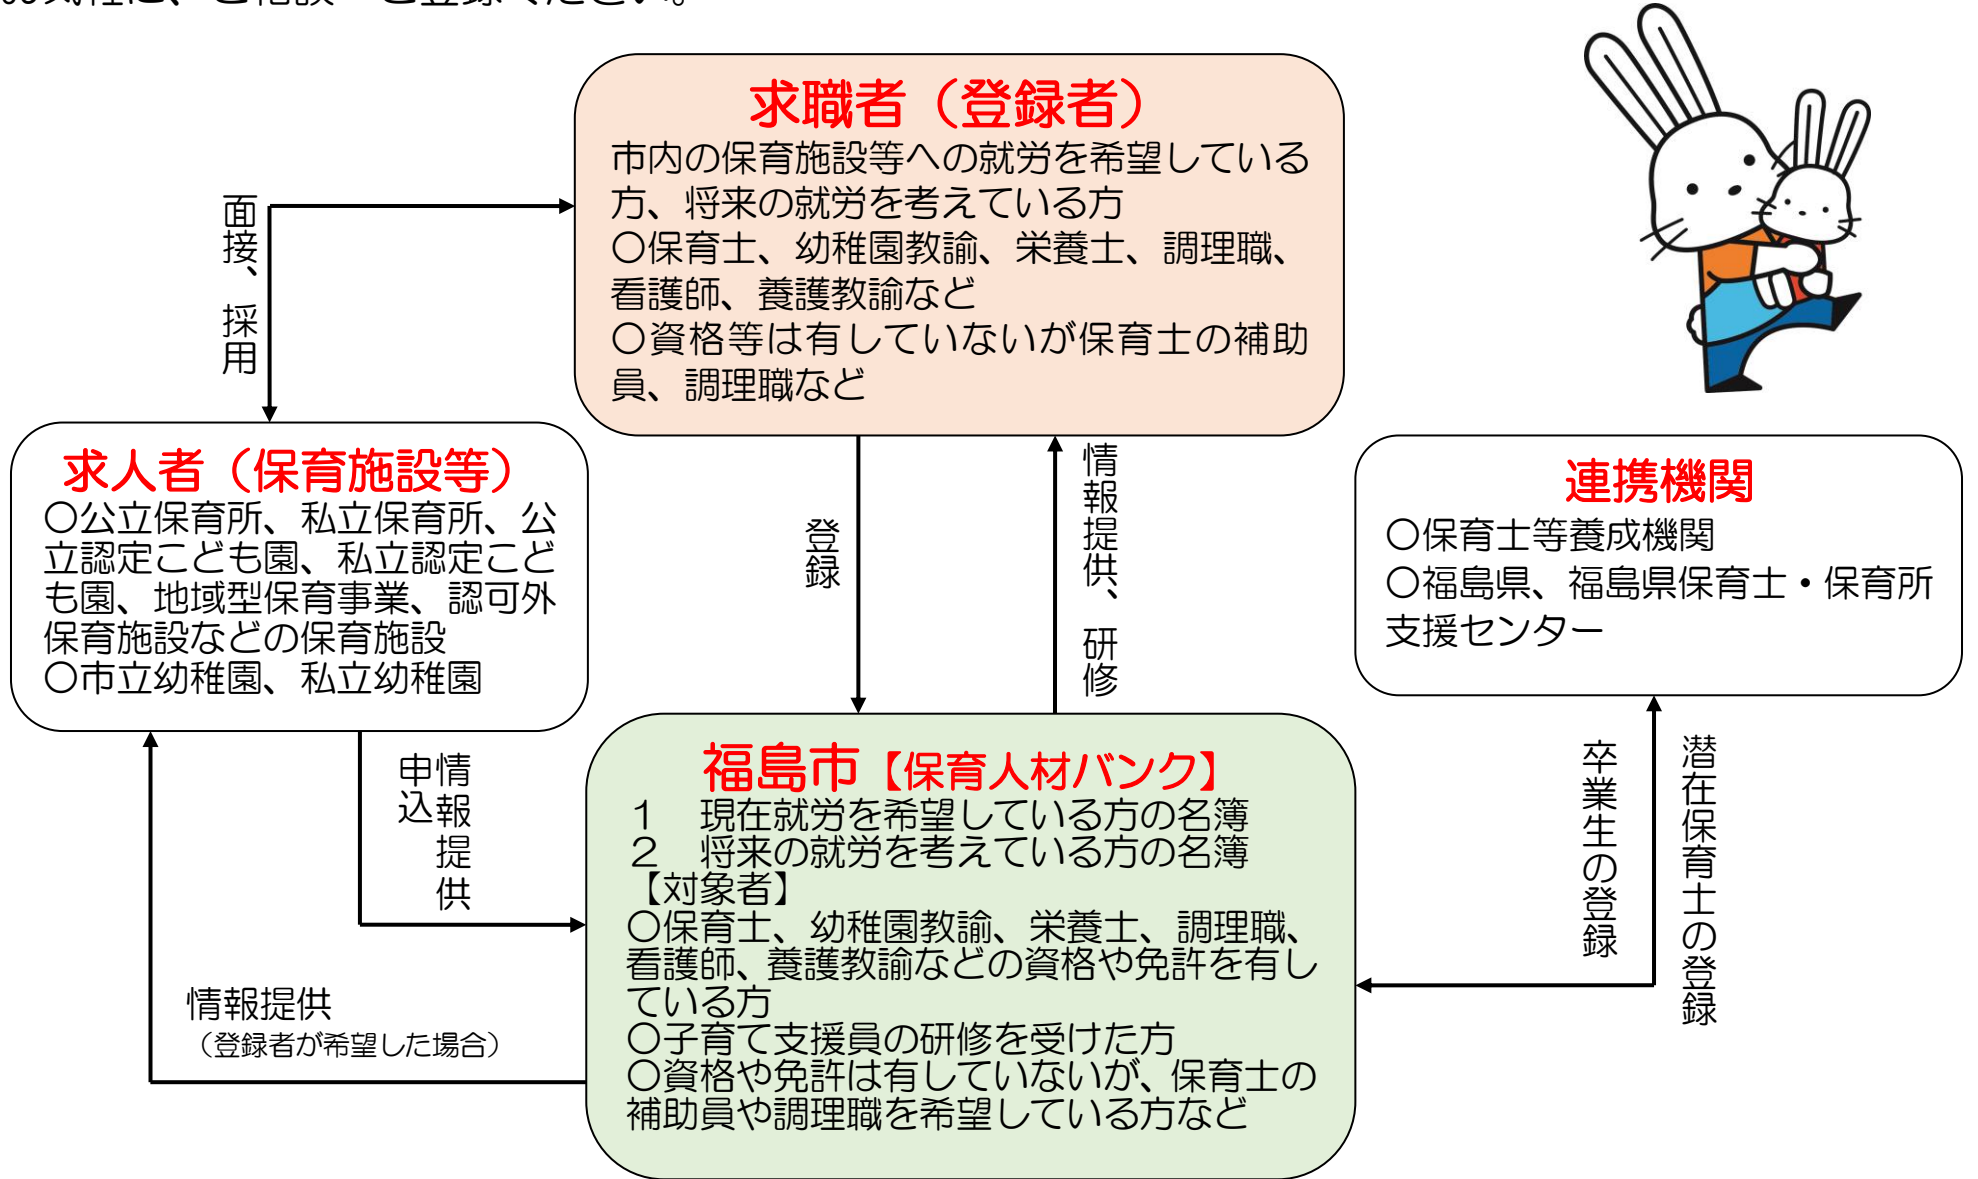 求職者（登録者）
市内の保育施設等への就労を希望している
方、将来の就労を考えている方
〇保育士、幼稚園教諭、栄養士、調理職、
看護師、養護教諭など
〇資格等は有していないが保育士の補助
員、調理職など
面接、採用
求人者（保育施設等）
〇公立保育所、私立保育所、公
立認定こども園、私立認定こど
も園、地域型保育事業、認可外
保育施設などの保育施設
〇市立幼稚園、私立幼稚園
登録
情報提供、研修
連携機関
〇保育士等養成機関
〇福島県、福島県保育士・保育所
支援センター
情報提供
申込
福島市【保育人材バンク】
１　現在就労を希望している方の名簿
２　将来の就労を考えている方の名簿
【対象者】
〇保育士、幼稚園教諭、栄養士、調理職、
看護師、養護教諭などの資格や免許を有し
ている方
〇子育て支援員の研修を受けた方
〇資格や免許は有していないが、保育士の
補助員や調理職を希望している方など
潜在保育士の登録
卒業生の登録
情報提供
（登録者が希望した場合）